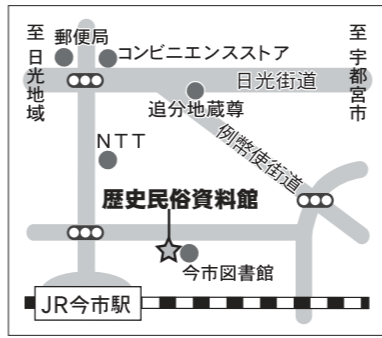 至日光地域
郵便局
コンビニエンスストア
至宇都宮市
日光街道
追分地蔵尊
例幣使街道
NTT
歴史民俗資料館
今市図書館
JR今市駅